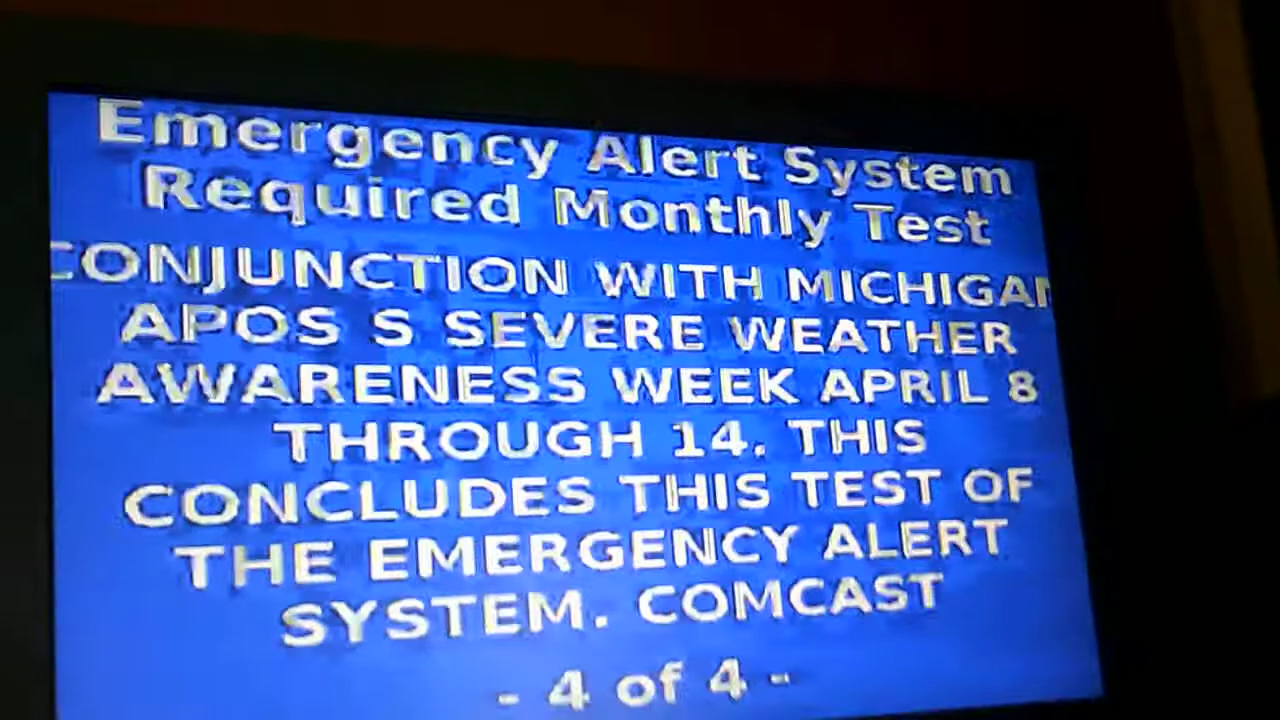 Emergency Alert System
Required Monthly Test
CONJUNCTION WITH MICHIGAN
APOS S SEVERE WEATHER
AWARENESS WEEK APRIL 8
THROUGH 14. THIS
CONCLUDES THIS TEST OF
THE EMERGENCY ALERT
SYSTEM. COMCAST
- 4 of 4 -